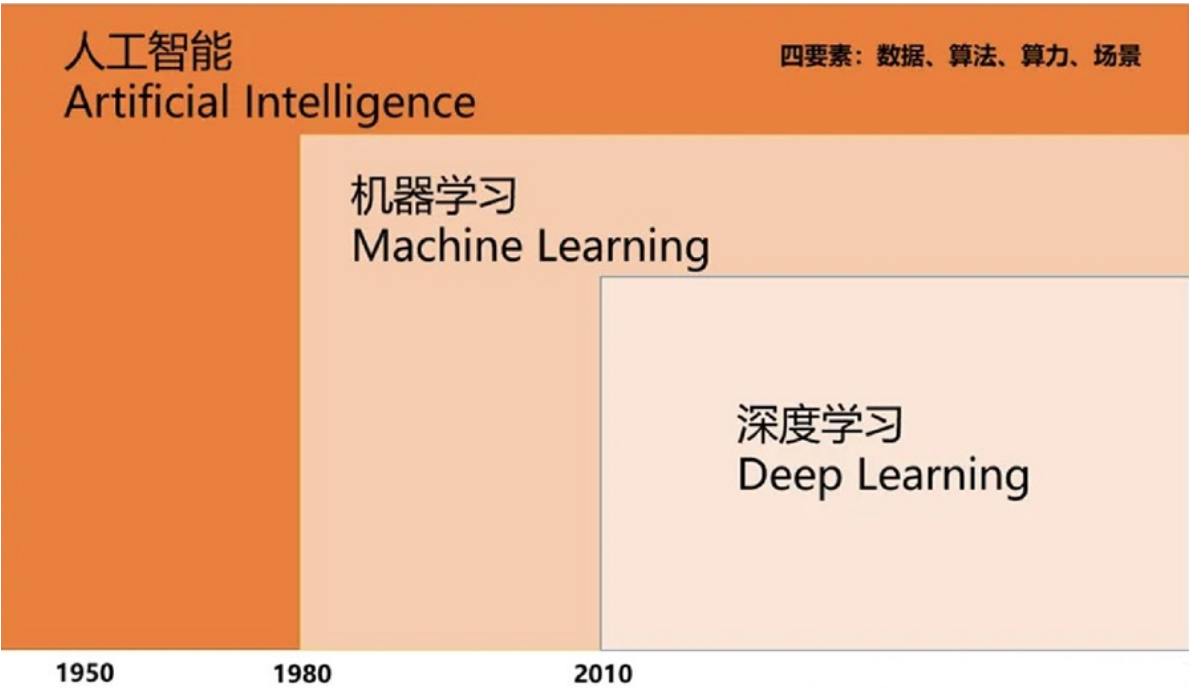 人工智能
Artificial Intelligence
四要素：数据、算法、算力、场景
机器学习
Machine Learning
深度学习
Deep Learning
1950
1980
2010